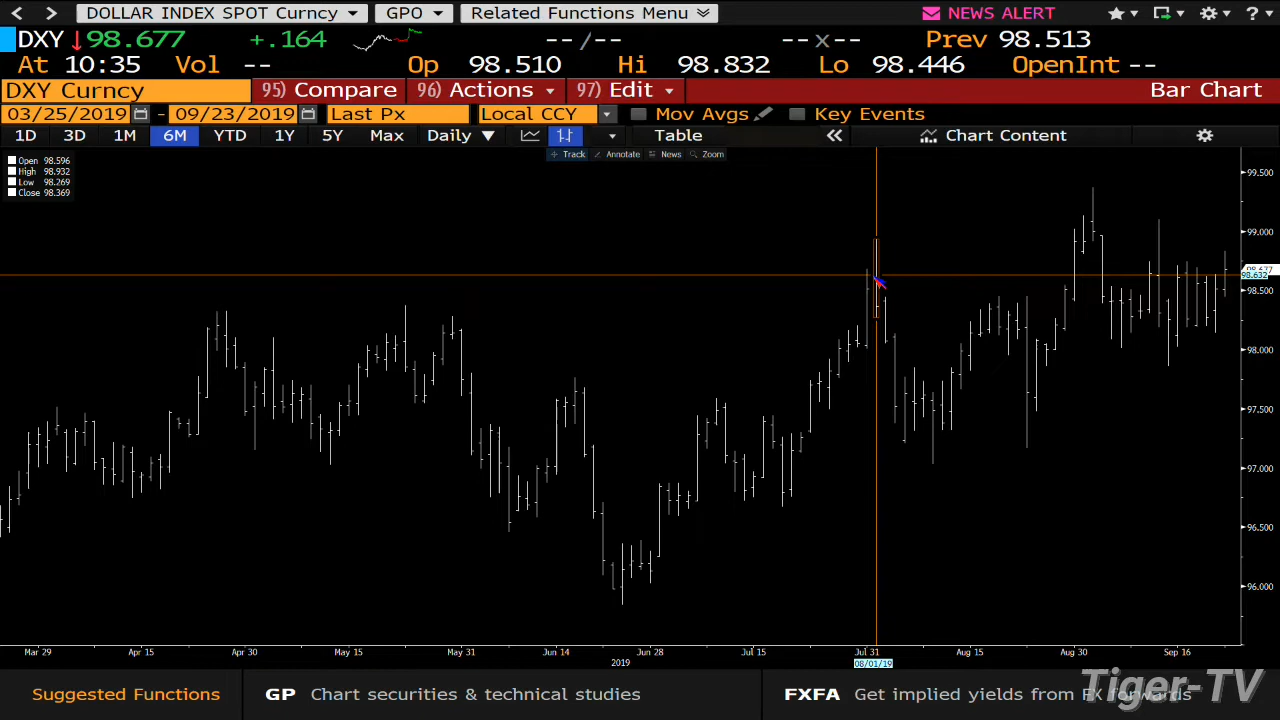 DOLLAR INDEX SPOT Curncy GPO Related Functions Menu NEWS ALERT ?
DXY 98.677 +.164 --/-- --x-- Prev 98.513
At 10:35 Vol -- Op 98.510 Hi 98.832 Lo 98.446 OpenInt --
DXY Curncy 95) Compare 96) Actions 97) Edit Bar Chart
03/25/2019 - 09/23/2019 Last Px Local CCY Mov Avgs Key Events
1D 3D 1M 6M YTD 1Y 5Y Max Daily Table Chart Content
Track Annotate News Zoom
Open 98.596
High 98.932
Low 98.269
Close 98.369
99.500
99.000
98.677
98.632
98.500
98.000
97.500
97.000
96.500
96.000
Mar 29 Apr 15 Apr 30 May 15 May 31 Jun 14 Jun 28 Jul 15 Jul 31 Aug 15 Aug 30 Sep 16
2019 08/01/19
Suggested Functions GP Chart securities & technical studies FXFA Get implied yields from FX forwards
Tiger-TV